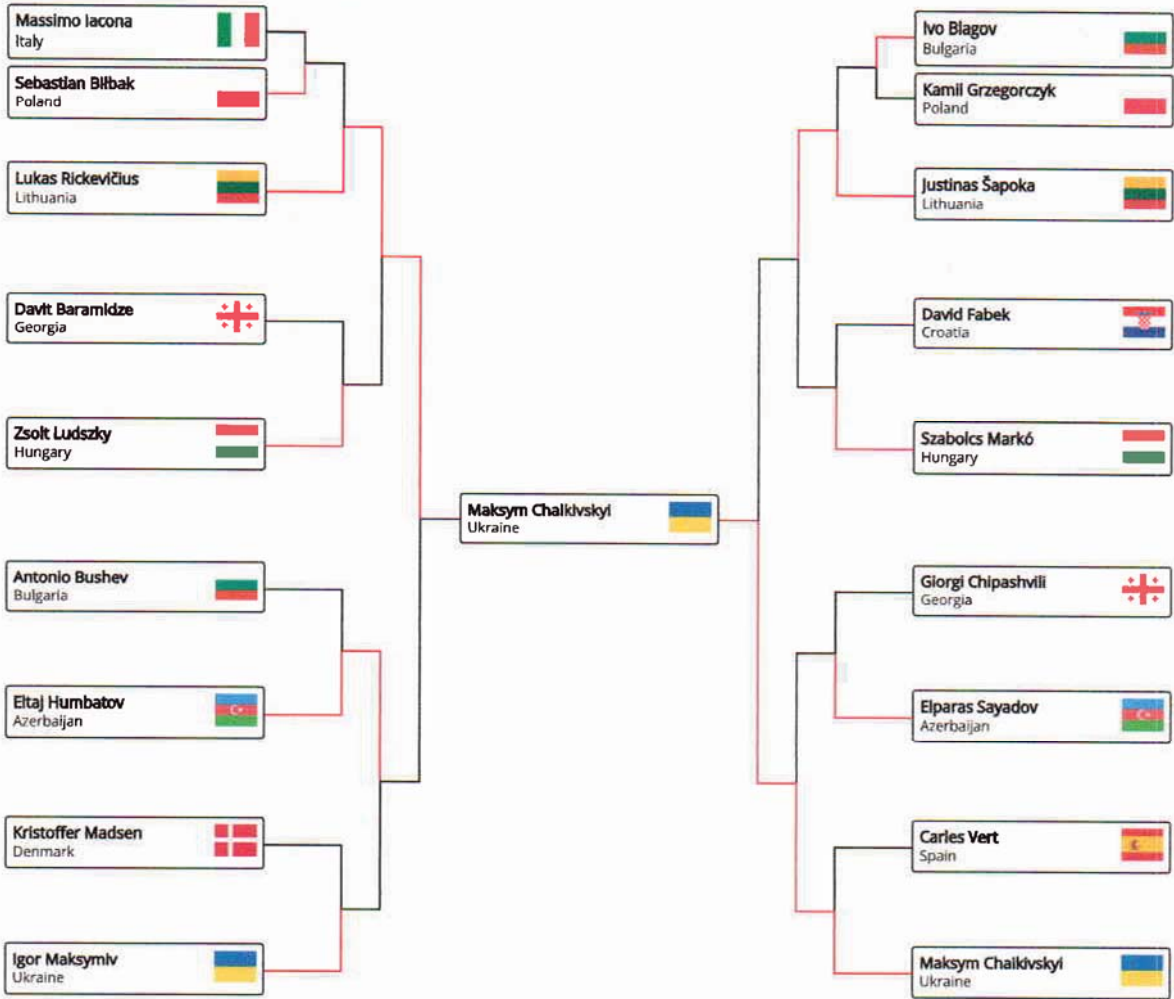 Massimo Iacona
Italy
Sebastian Biłbak
Poland
Lukas Rickevičius
Lithuania
Davit Baramidze
Georgia
Zsolt Ludszky
Hungary
Antonio Bushev
Bulgaria
Eltaj Humbatov
Azerbaijan
Kristoffer Madsen
Denmark
Igor Maksymiv
Ukraine
Maksym Chaikivskyi
Ukraine
Ivo Blagov
Bulgaria
Kamil Grzegorczyk
Poland
Justinas Šapoka
Lithuania
David Fabek
Croatia
Szabolcs Markó
Hungary
Giorgi Chipashvili
Georgia
Elparas Sayadov
Azerbaijan
Carles Vert
Spain
Maksym Chaikivskyi
Ukraine